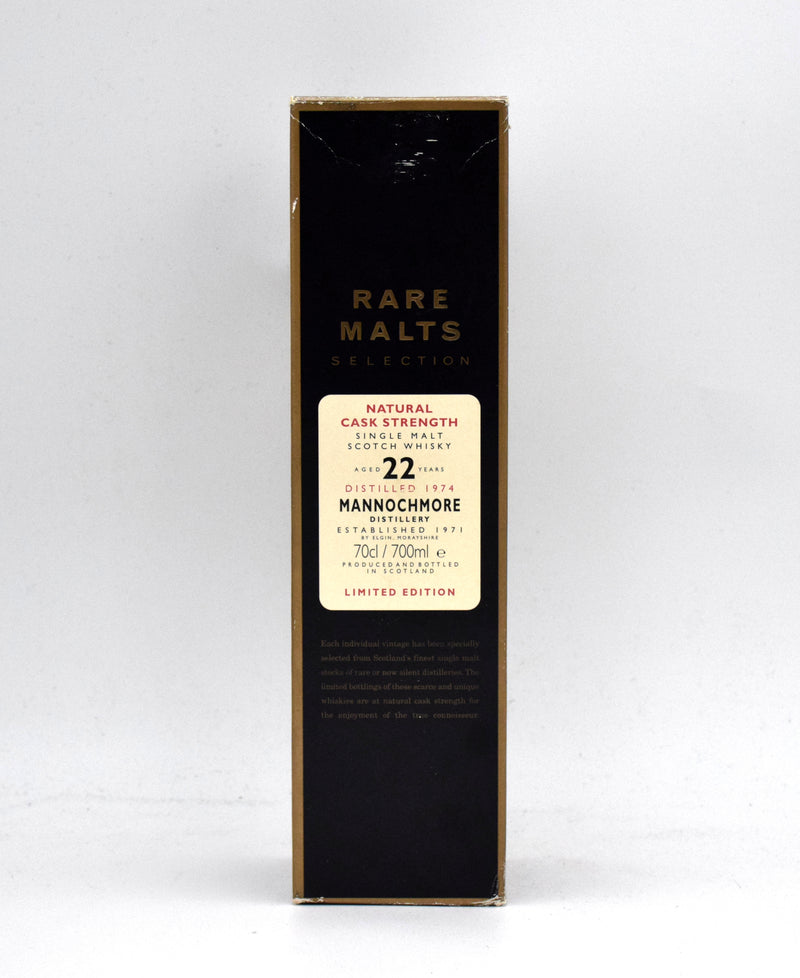 RARE
MALTS
SELECTION
NATURAL
CASK STRENGTH
SINGLE MALT
SCOTCH WHISKY
AGED 22 YEARS
DISTILLED 1974
MANNOCHMORE
DISTILLERY
ESTABLISHED 1971
BY ELGIN, MORAYSHIRE
70cl / 700ml ℮
PRODUCED AND BOTTLED
IN SCOTLAND
LIMITED EDITION
Each individual vintage has been specially
selected from Scotland's finest single malt
stocks of rare or now silent distilleries. The
limited bottlings of these scarce and unique
whiskies are at natural cask strength for
the enjoyment of the true connoisseur.